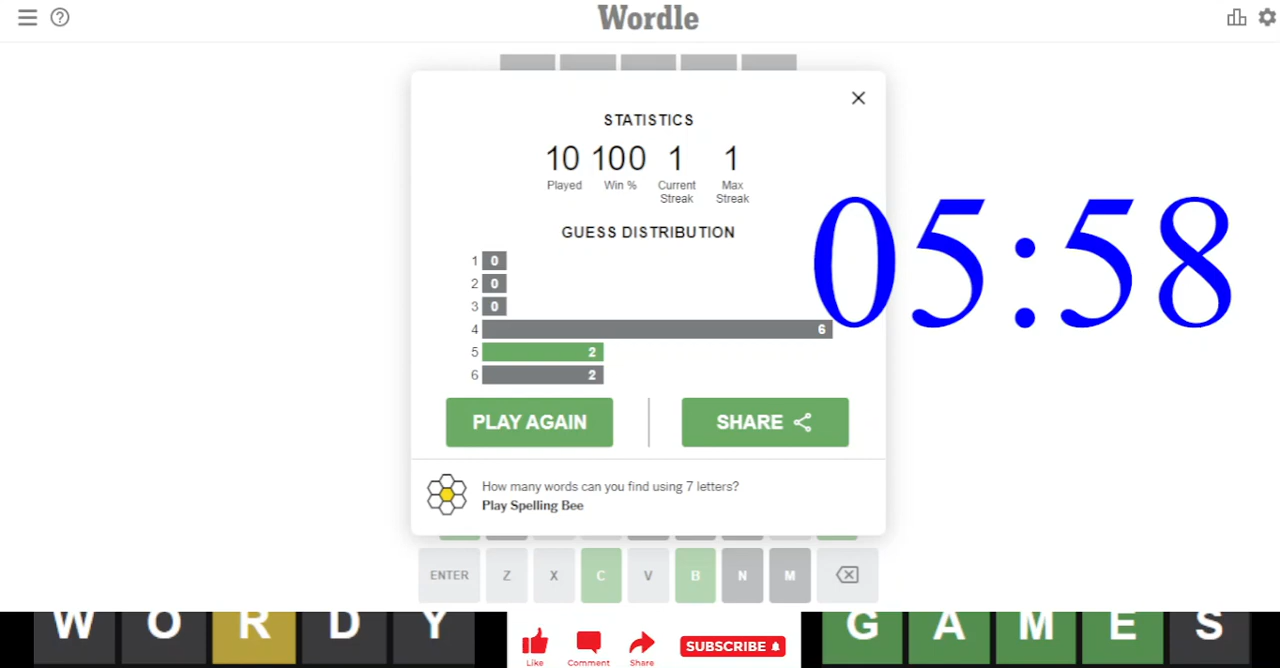 Wordle
STATISTICS
10 100 1 1
Played Win % Current Streak Max Streak
05:58
GUESS DISTRIBUTION
1 0
2 0
3 0
4 6
5 2
6 2
PLAY AGAIN SHARE
How many words can you find using 7 letters?
Play Spelling Bee
ENTER Z X C V B N M
WORDY GAMES
Like Comment Share SUBSCRIBE